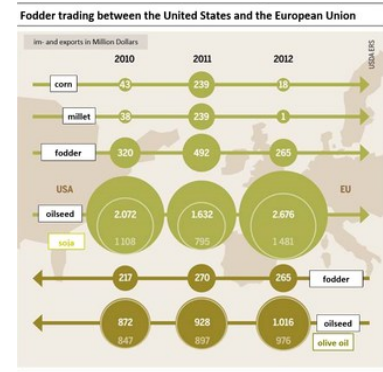 Fodder trading between the United States and the European Union
im- and exports in Million Dollars
USDA ERS
2010 2011 2012
corn 43 239 18
millet 38 239 1
fodder 320 492 265
USA EU
oilseed 2.072 1.632 2.676
soja 1 108 795 1 481
217 270 265 fodder
872 928 1.016 oilseed
847 897 976 olive oil